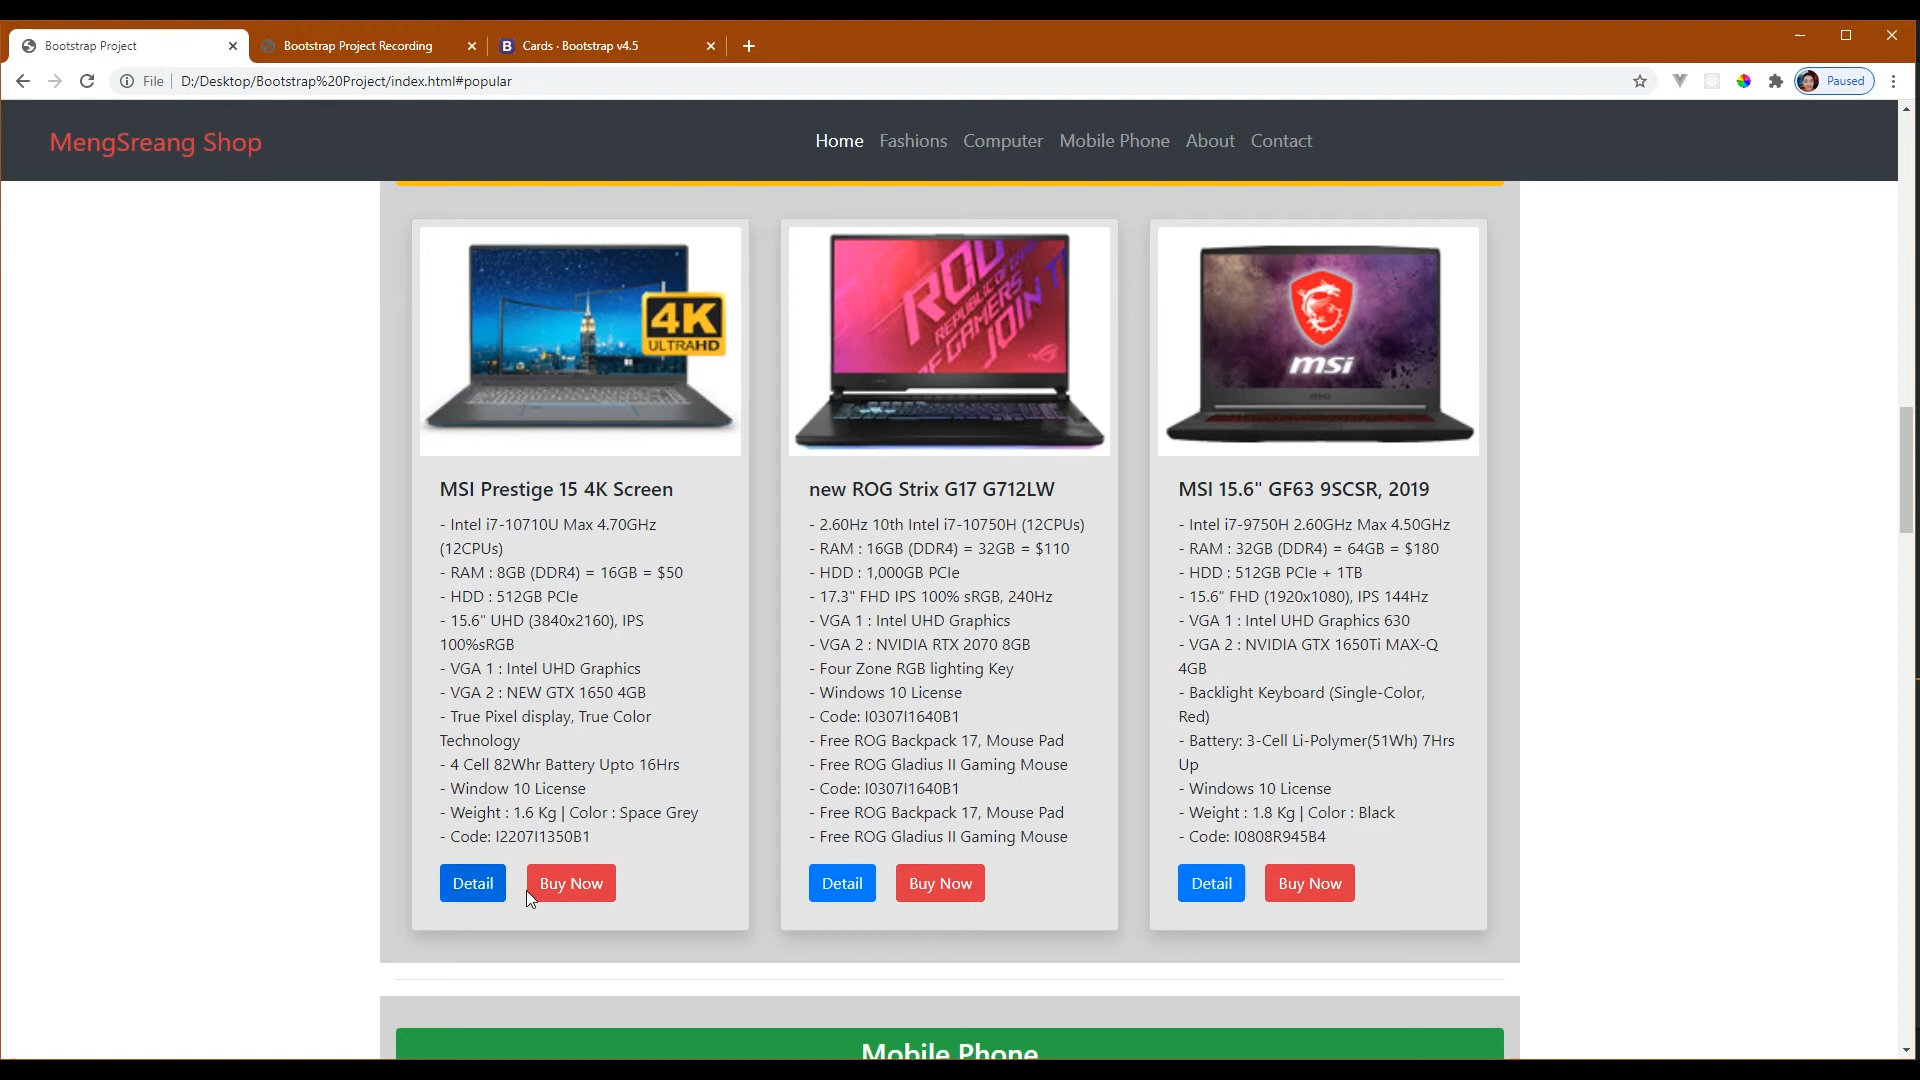 Bootstrap Project
Bootstrap Project Recording
B
Cards · Bootstrap v4.5
File
D:/Desktop/Bootstrap%20Project/index.html#popular
Paused
MengSreang Shop
Home
Fashions
Computer
Mobile Phone
About
Contact
4K
ULTRAHD
MSI Prestige 15 4K Screen
- Intel i7-10710U Max 4.70GHz
(12CPUs)
- RAM : 8GB (DDR4) = 16GB = $50
- HDD : 512GB PCIe
- 15.6" UHD (3840x2160), IPS
100%sRGB
- VGA 1 : Intel UHD Graphics
- VGA 2 : NEW GTX 1650 4GB
- True Pixel display, True Color
Technology
- 4 Cell 82Whr Battery Upto 16Hrs
- Window 10 License
- Weight : 1.6 Kg | Color : Space Grey
- Code: I2207I1350B1
Detail
Buy Now
ROG
REPUBLIC OF
GAMERS
JOIN
new ROG Strix G17 G712LW
- 2.60Hz 10th Intel i7-10750H (12CPUs)
- RAM : 16GB (DDR4) = 32GB = $110
- HDD : 1,000GB PCIe
- 17.3" FHD IPS 100% sRGB, 240Hz
- VGA 1 : Intel UHD Graphics
- VGA 2 : NVIDIA RTX 2070 8GB
- Four Zone RGB lighting Key
- Windows 10 License
- Code: I0307I1640B1
- Free ROG Backpack 17, Mouse Pad
- Free ROG Gladius II Gaming Mouse
- Code: I0307I1640B1
- Free ROG Backpack 17, Mouse Pad
- Free ROG Gladius II Gaming Mouse
Detail
Buy Now
msi
MSI 15.6" GF63 9SCSR, 2019
- Intel i7-9750H 2.60GHz Max 4.50GHz
- RAM : 32GB (DDR4) = 64GB = $180
- HDD : 512GB PCIe + 1TB
- 15.6" FHD (1920x1080), IPS 144Hz
- VGA 1 : Intel UHD Graphics 630
- VGA 2 : NVIDIA GTX 1650Ti MAX-Q
4GB
- Backlight Keyboard (Single-Color,
Red)
- Battery: 3-Cell Li-Polymer(51Wh) 7Hrs
Up
- Windows 10 License
- Weight : 1.8 Kg | Color : Black
- Code: I0808R945B4
Detail
Buy Now
Mobile Phone